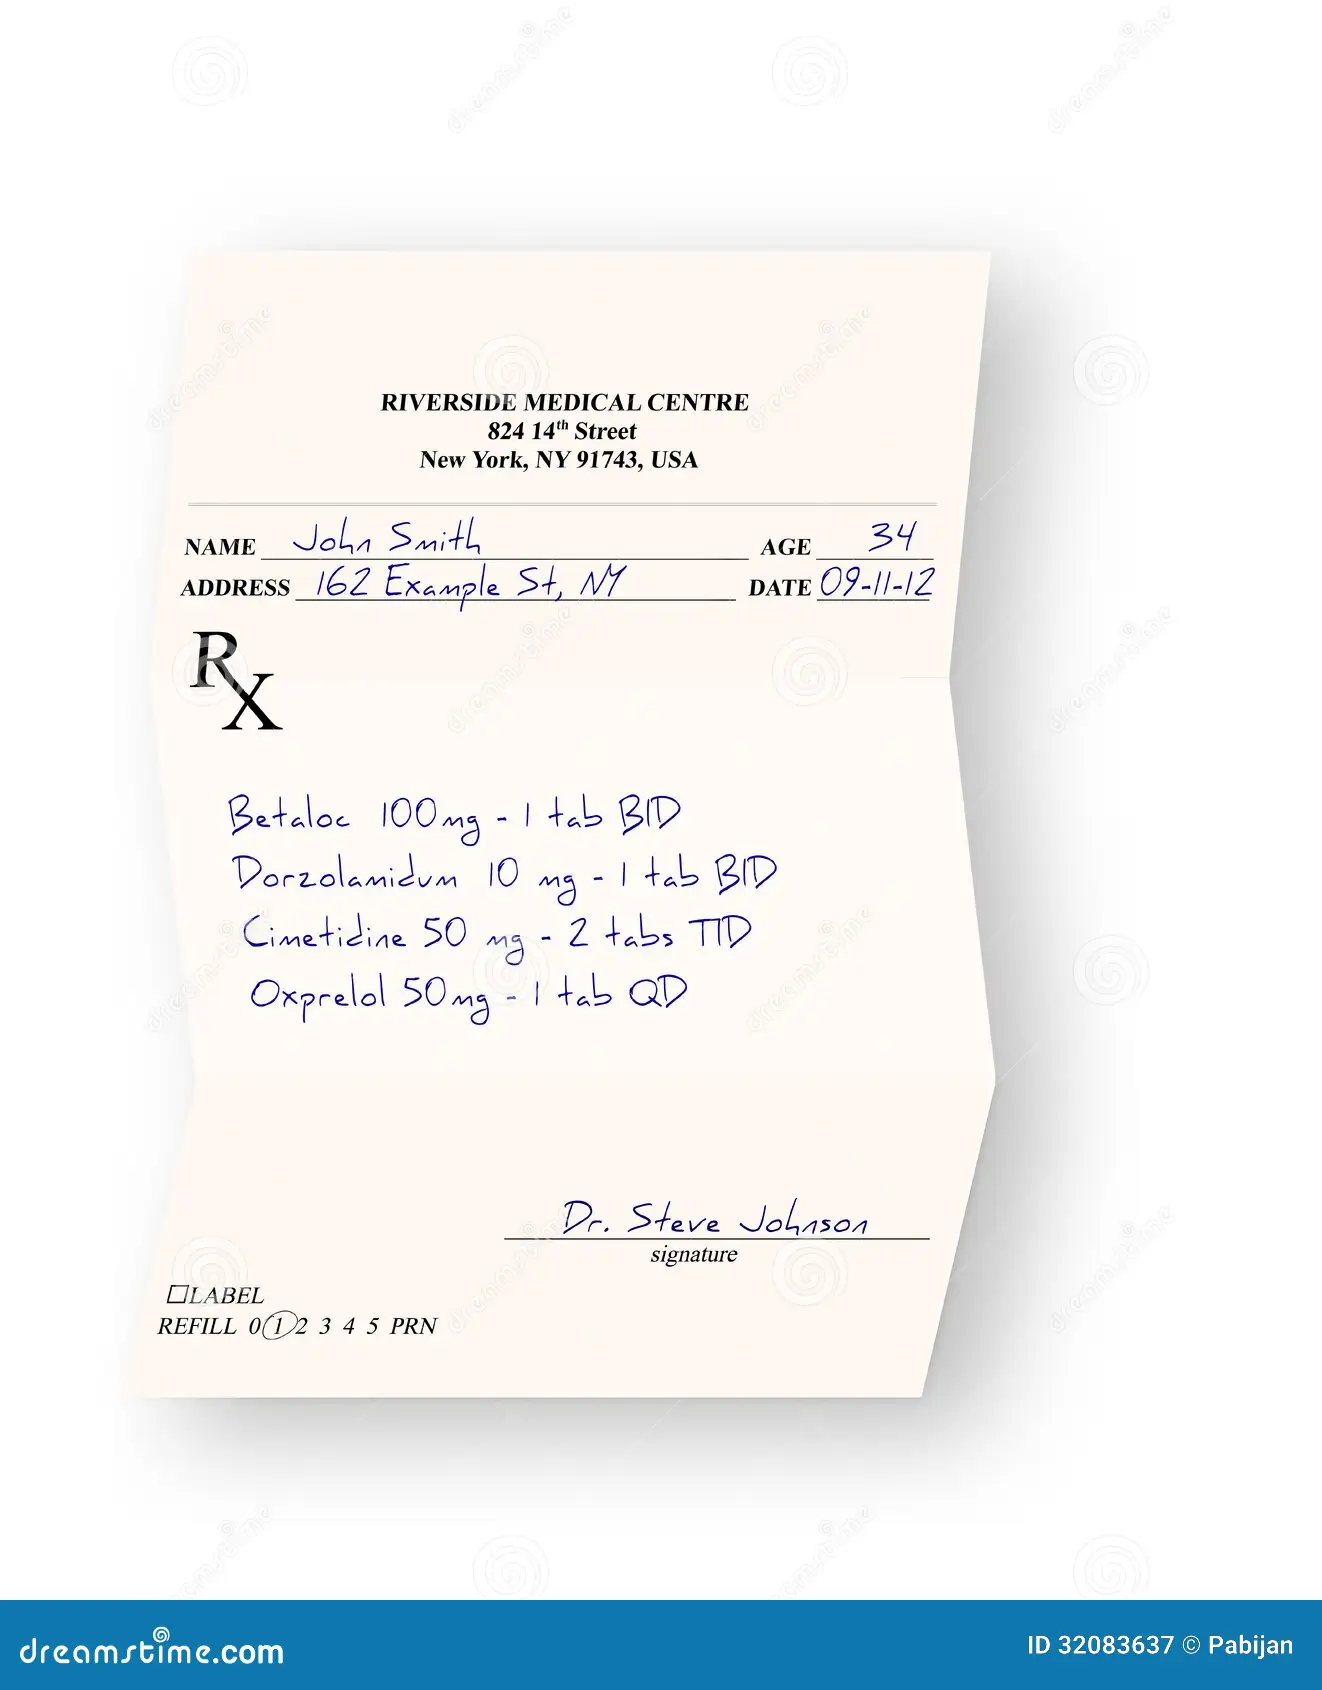 RIVERSIDE MEDICAL CENTRE
824 14th Street
New York, NY 91743, USA
NAME John Smith AGE 34
ADDRESS 162 Example St, NY DATE 09-11-12
Rx
Betaloc 100mg - 1 tab BID
Dorzolamidum 10 mg - 1 tab BID
Cimetidine 50 mg - 2 tabs TID
Oxprelol 50mg - 1 tab QD
Dr. Steve Johnson
signature
☐LABEL
REFILL 0 1 2 3 4 5 PRN
dreamstime.com ID 32083637 © Pabijan